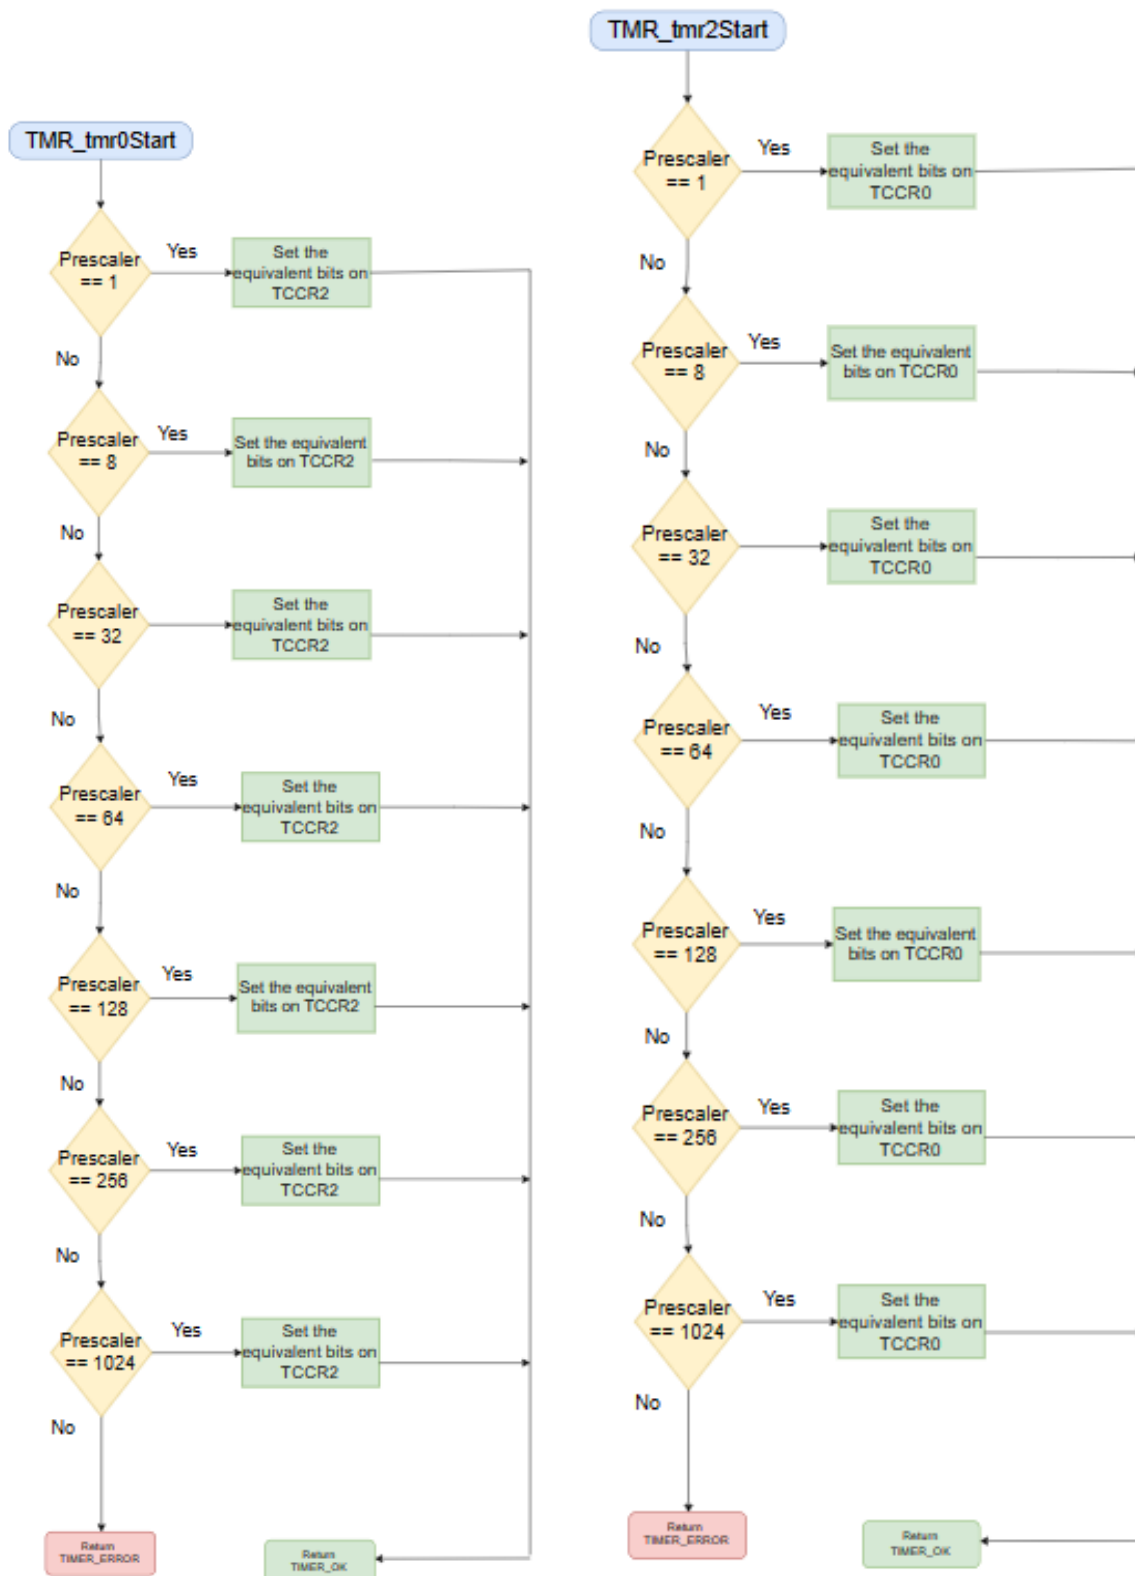 TMR_tmr0Start
Prescaler
== 1
Yes
Set the
equivalent bits on
TCCR2
No
Prescaler
== 8
Yes
Set the equivalent
bits on TCCR2
No
Prescaler
== 32
Set the
equivalent bits on
TCCR2
No
Prescaler
== 64
Yes
Set the
equivalent bits on
TCCR2
No
Prescaler
== 128
Yes
Set the equivalent
bits on TCCR2
No
Prescaler
== 256
Yes
Set the
equivalent bits on
TCCR2
No
Prescaler
== 1024
Yes
Set the
equivalent bits on
TCCR2
No
Return
TIMER_ERROR
Return
TIMER_OK
TMR_tmr2Start
Prescaler
== 1
Yes
Set the
equivalent bits on
TCCR0
No
Prescaler
== 8
Yes
Set the equivalent
bits on TCCR0
No
Prescaler
== 32
Set the
equivalent bits on
TCCR0
No
Prescaler
== 64
Yes
Set the
equivalent bits on
TCCR0
No
Prescaler
== 128
Yes
Set the equivalent
bits on TCCR0
No
Prescaler
== 256
Yes
Set the
equivalent bits on
TCCR0
No
Prescaler
== 1024
Yes
Set the
equivalent bits on
TCCR0
No
Return
TIMER_ERROR
Return
TIMER_OK